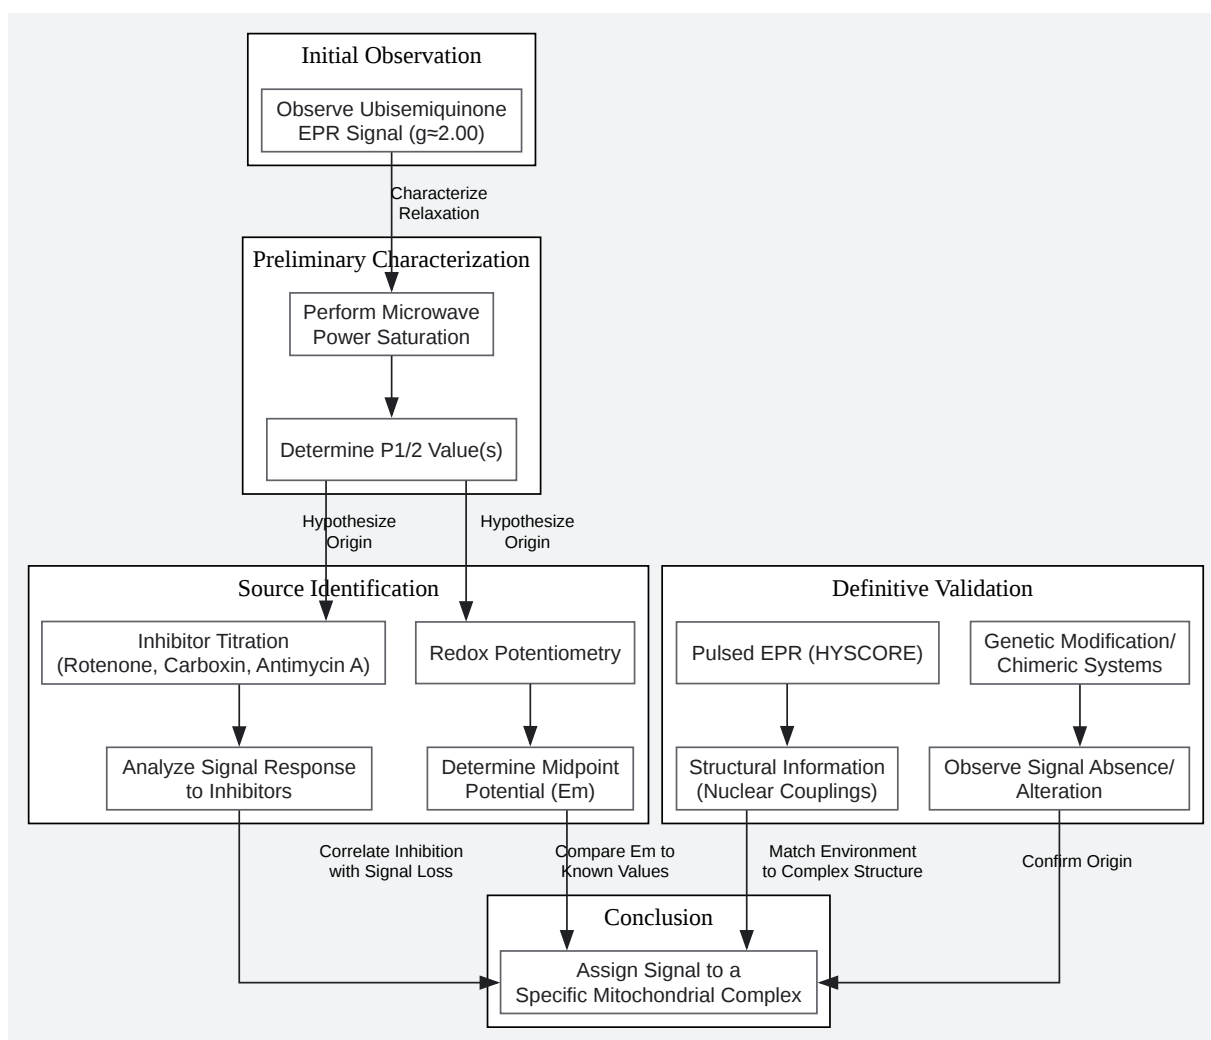 Initial Observation
Observe Ubisemiquinone
EPR Signal (g≈2.00)
Characterize
Relaxation
Preliminary Characterization
Perform Microwave
Power Saturation
Determine P1/2 Value(s)
Hypothesize
Origin
Hypothesize
Origin
Source Identification
Inhibitor Titration
(Rotenone, Carboxin, Antimycin A)
Redox Potentiometry
Analyze Signal Response
to Inhibitors
Determine Midpoint
Potential (Em)
Definitive Validation
Pulsed EPR (HYSCORE)
Genetic Modification/
Chimeric Systems
Structural Information
(Nuclear Couplings)
Observe Signal Absence/
Alteration
Correlate Inhibition
with Signal Loss
Compare Em to
Known Values
Match Environment
to Complex Structure
Confirm Origin
Conclusion
Assign Signal to a
Specific Mitochondrial Complex